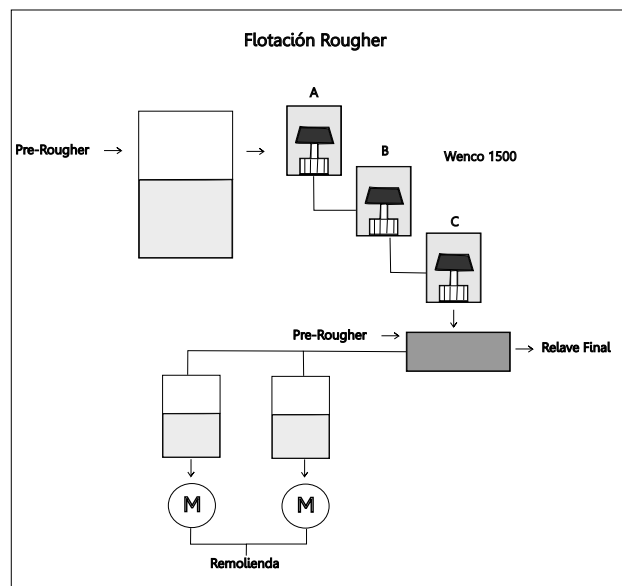 Flotación Rougher
A
Pre-Rougher
B
Wenco 1500
C
Pre-Rougher
Relave Final
M
M
Remolienda